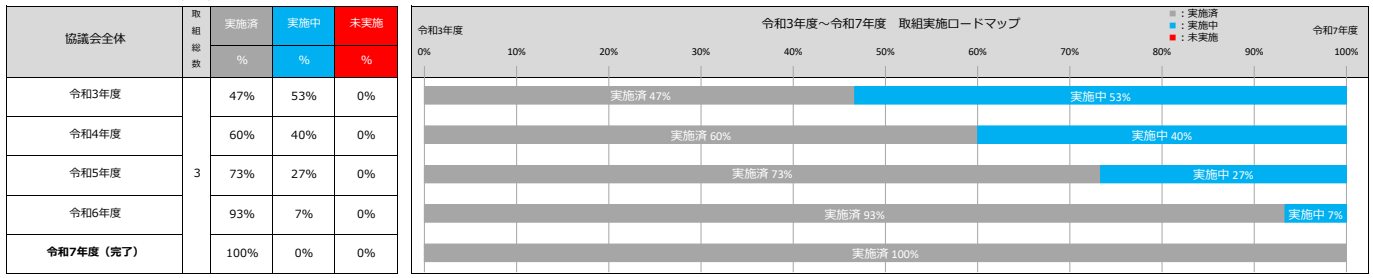 協議会全体
取組総数
実施済
実施中
未実施
%
%
%
令和3年度
47%
53%
0%
令和4年度
60%
40%
0%
令和5年度
3
73%
27%
0%
令和6年度
93%
7%
0%
令和7年度（完了）
100%
0%
0%
令和3年度～令和7年度　取組実施ロードマップ
■：実施済
■：実施中
■：未実施
令和3年度
令和7年度
0%
10%
20%
30%
40%
50%
60%
70%
80%
90%
100%
実施済 47%
実施中 53%
実施済 60%
実施中 40%
実施済 73%
実施中 27%
実施済 93%
実施中 7%
実施済 100%